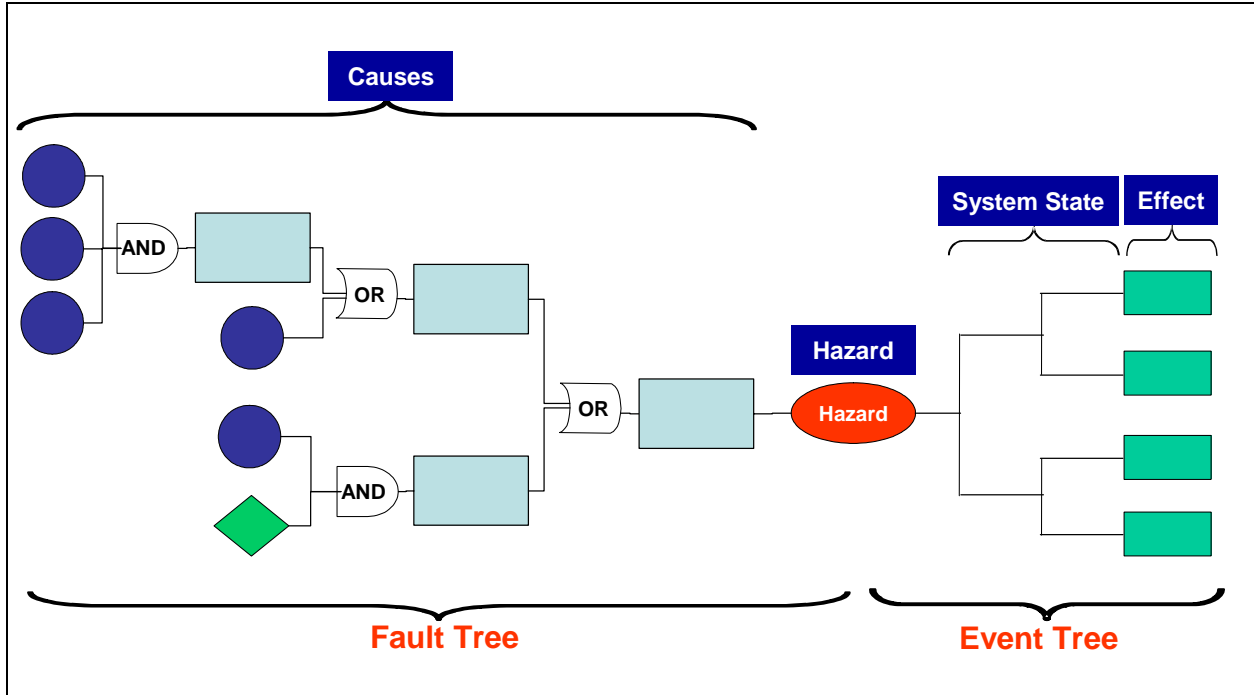 Causes
System State
Effect
AND
OR
Hazard
OR
Hazard
AND
Fault Tree
Event Tree